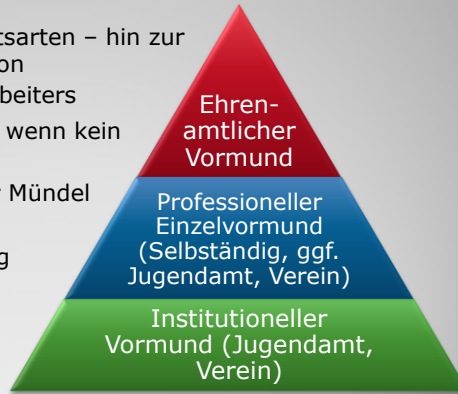 tsarten – hin zur
on
beiters
wenn kein
Mündel
g
Ehren-
amtlicher
Vormund
Professioneller
Einzelvormund
(Selbständig, ggf.
Jugendamt, Verein)
Institutioneller
Vormund (Jugendamt,
Verein)